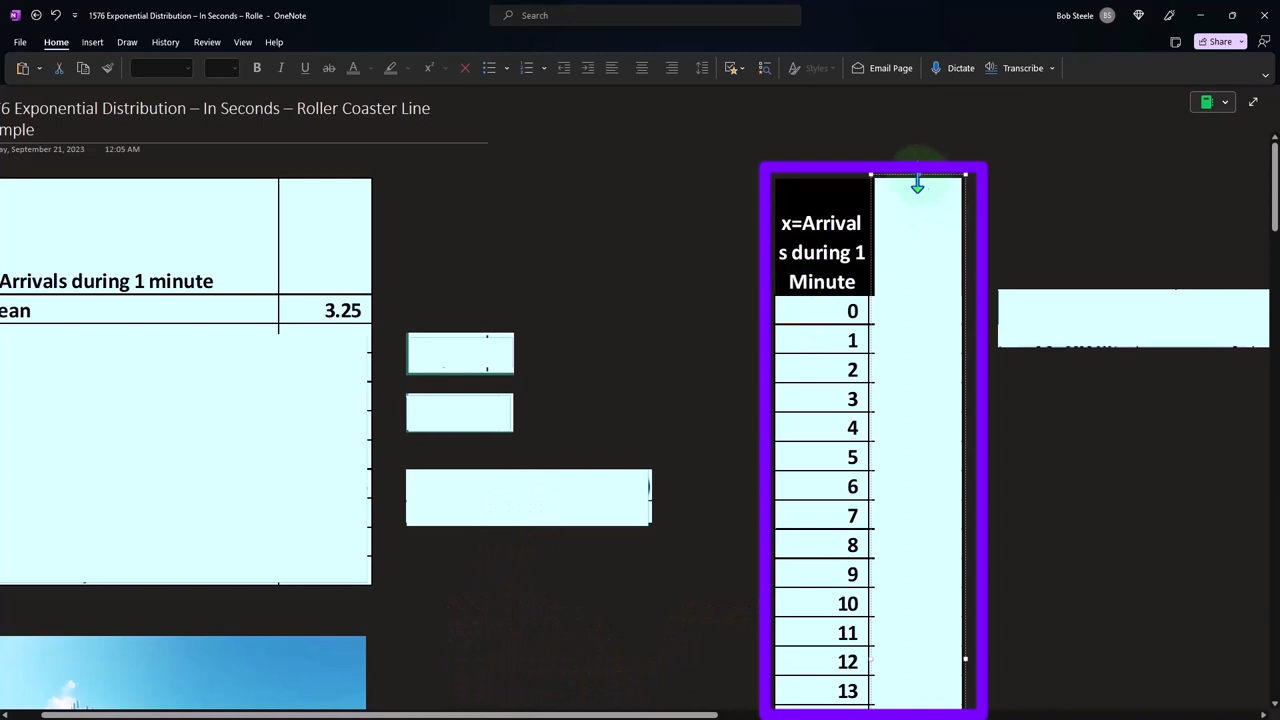 1576 Exponential Distribution – In Seconds – Rolle... - OneNote
Search
Bob Steele
BS
File
Home
Insert
Draw
History
Review
View
Help
Share
B
I
U
ab
A
x
Styles
Email Page
Dictate
Transcribe
76 Exponential Distribution – In Seconds – Roller Coaster Line
mple
ay, September 21, 2023
12:05 AM
Arrivals during 1 minute
ean
3.25
x=Arrival
s during 1
Minute
0
1
2
3
4
5
6
7
8
9
10
11
12
13